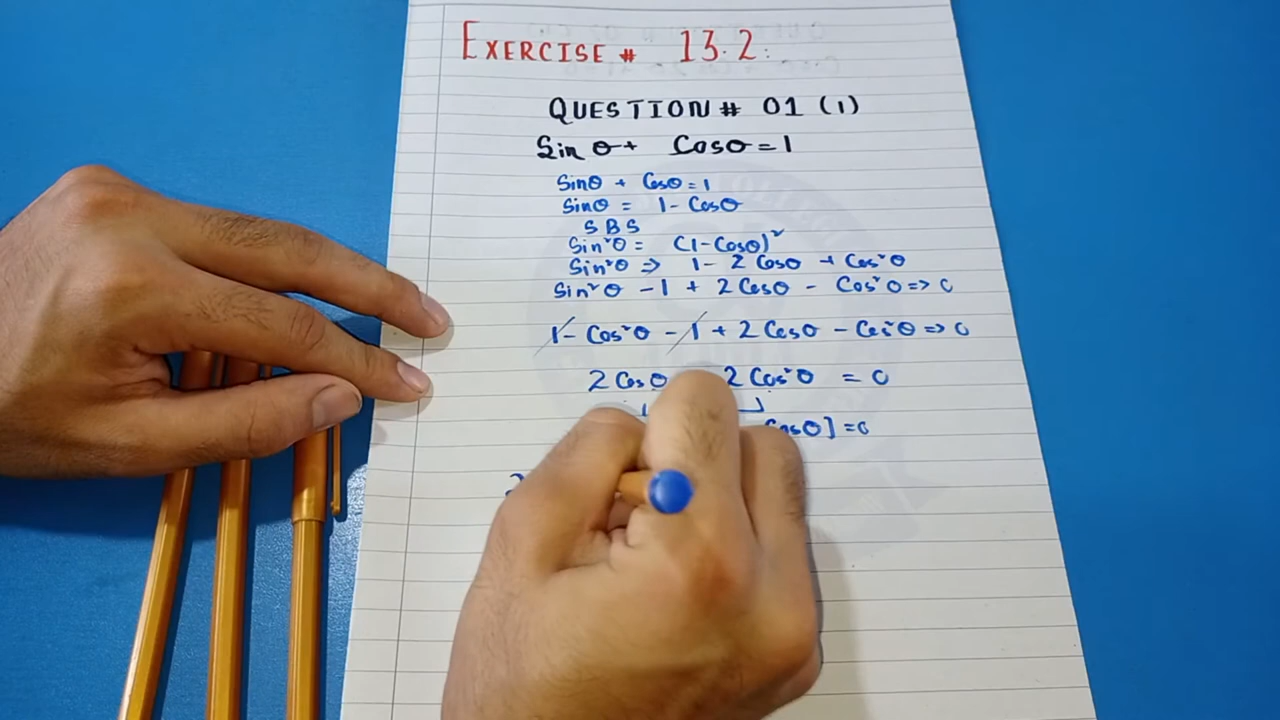 EXERCISE # 13.2:
QUESTION # 01 (1)
Sin θ + Cosθ = 1
Sinθ + Cosθ = 1
Sinθ = 1 - Cosθ
SBS
Sin²θ = (1 - Cosθ)²
Sin²θ => 1 - 2 Cosθ + Cos²θ
Sin²θ - 1 + 2 Cosθ - Cos²θ => 0
1 - Cos²θ - 1 + 2 Cosθ - Cos²θ => 0
2 Cosθ 2 Cos²θ = 0
Cosθ] = 0
2